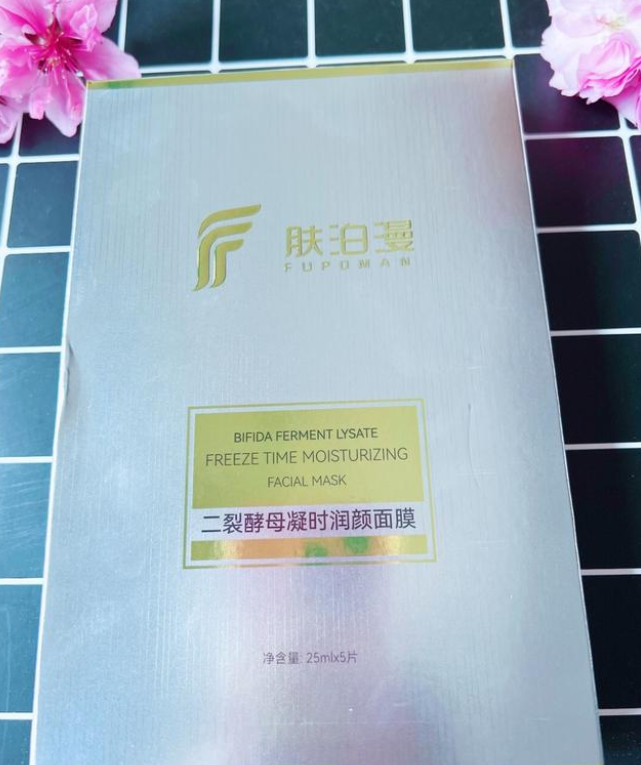 肤泊漫
FUPOMAN
BIFIDA FERMENT LYSATE
FREEZE TIME MOISTURIZING
FACIAL MASK
二裂酵母凝时润颜面膜
净含量: 25mlx5片